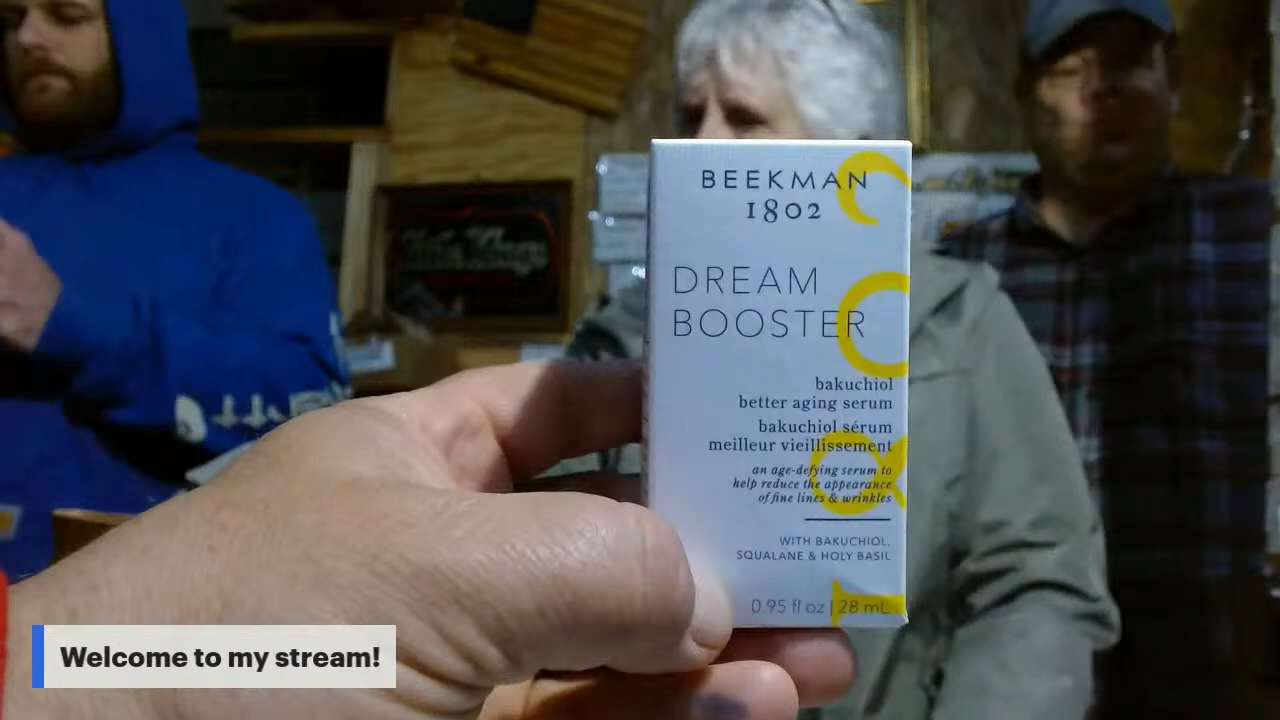 BEEKMAN
1802
DREAM
BOOSTER
bakuchiol
better aging serum
bakuchiol sérum
meilleur vieillissement
an age-defying serum to
help reduce the appearance
of fine lines & wrinkles
WITH BAKUCHIOL,
SQUALANE & HOLY BASIL
0.95 fl oz | 28 mL
Welcome to my stream!